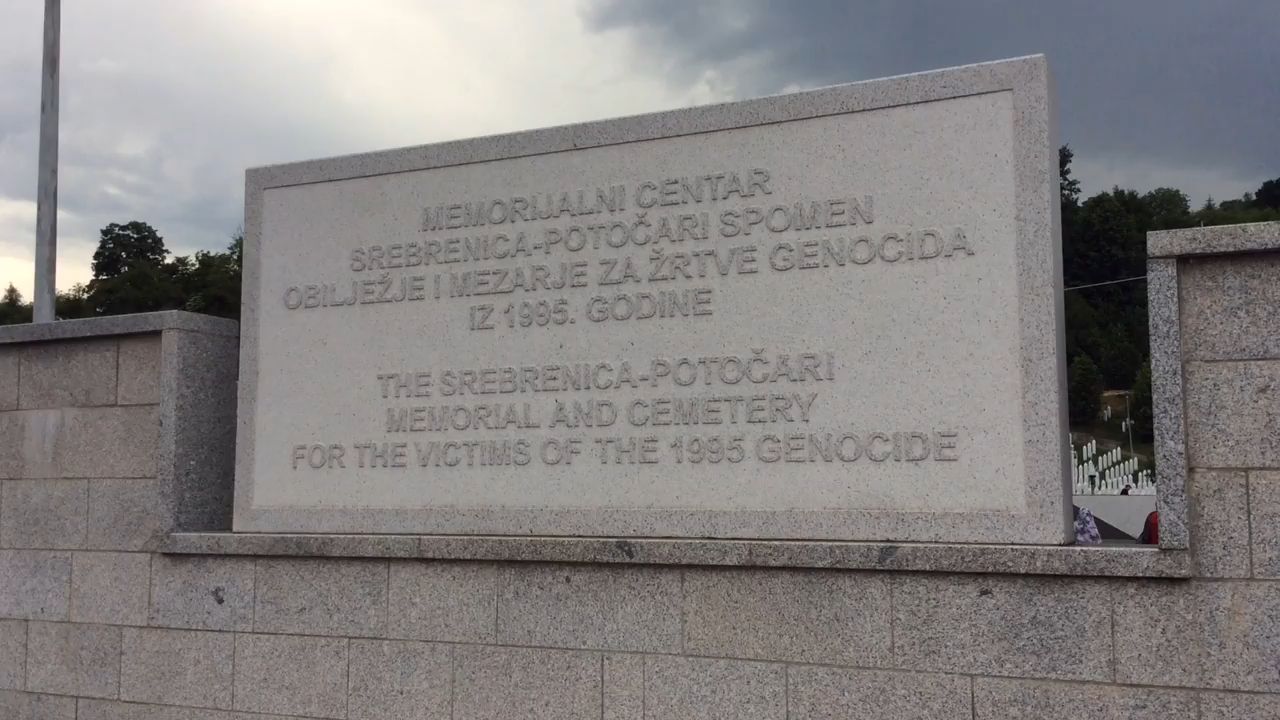 MEMORIJALNI CENTAR
SREBRENICA-POTOČARI SPOMEN
OBILJEŽJE I MEZARJE ZA ŽRTVE GENOCIDA
IZ 1995. GODINE
THE SREBRENICA-POTOČARI
MEMORIAL AND CEMETERY
FOR THE VICTIMS OF THE 1995 GENOCIDE